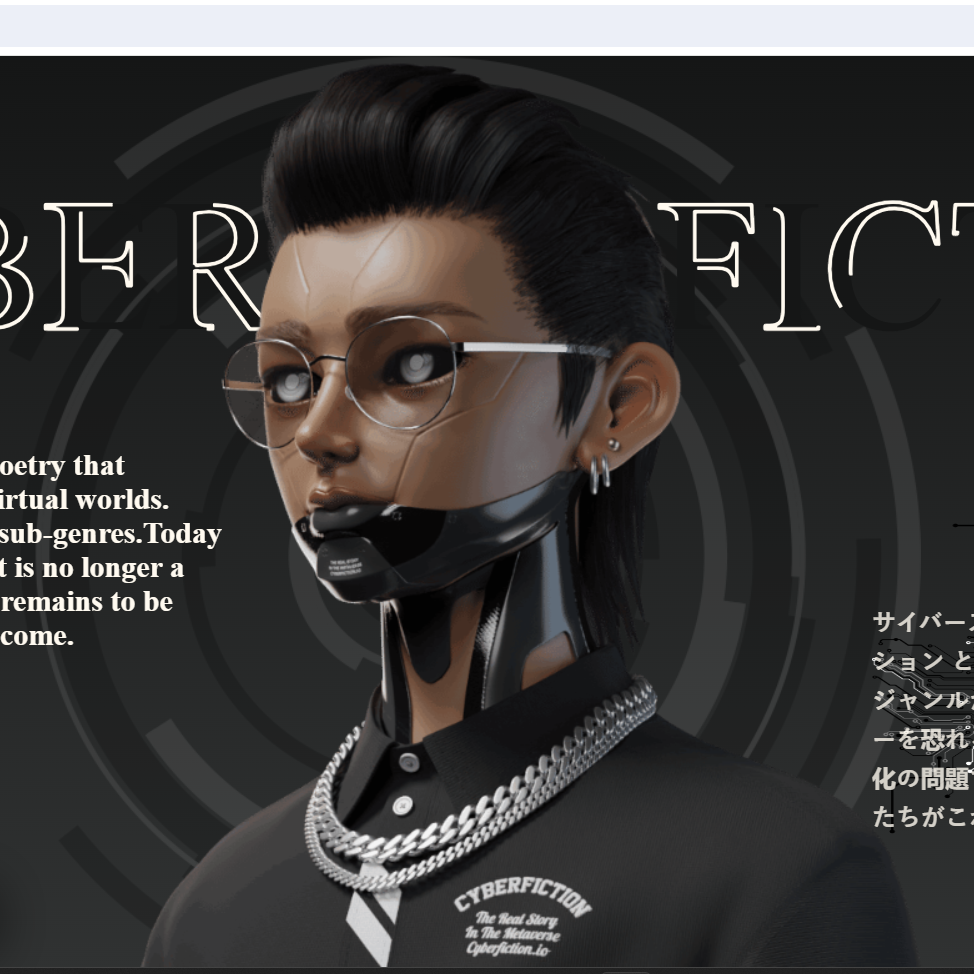 BER FICT
oetry that
irtual worlds.
sub-genres.Today
t is no longer a
remains to be
come.
サイバー
ション と
ジャンル
ーを恐れ
化の問題
たちがこ
CYBERFICTION
The Real Story
In The Metaverse
Cyberfiction.io